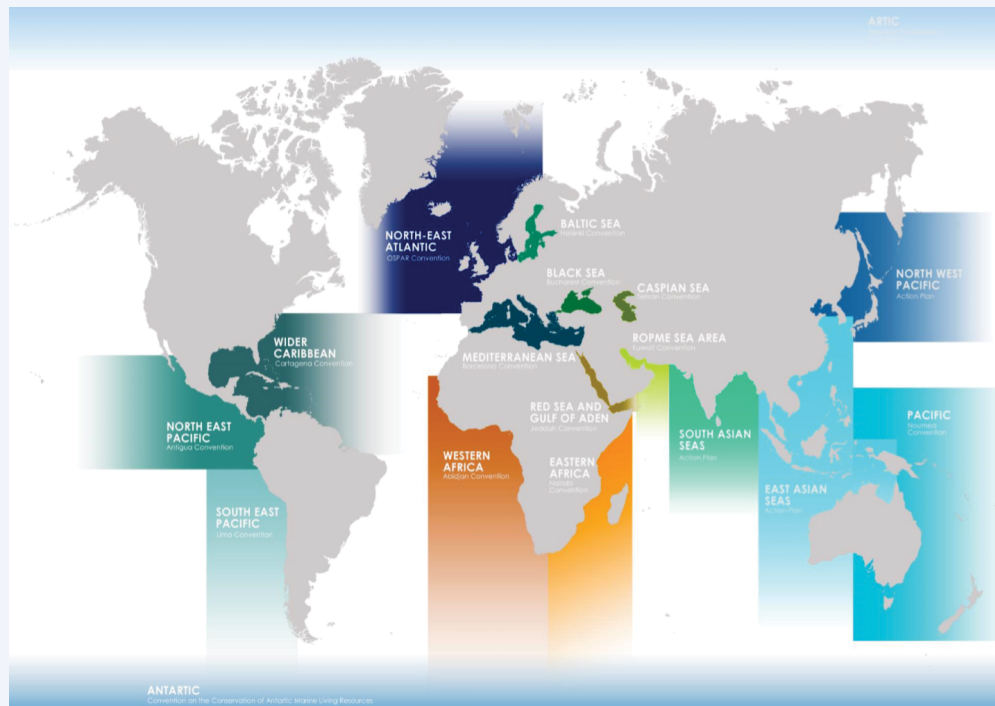 ARTIC
NORTH-EAST
ATLANTIC
OSPAR Convention
BALTIC SEA
Helsinki Convention
BLACK SEA
Bucharest Convention
CASPIAN SEA
Tehran Convention
NORTH WEST
PACIFIC
Action Plan
WIDER
CARIBBEAN
Cartagena Convention
MEDITERRANEAN SEA
Barcelona Convention
ROPME SEA AREA
Kuwait Convention
NORTH EAST
PACIFIC
Antigua Convention
RED SEA AND
GULF OF ADEN
Jeddah Convention
PACIFIC
Noumea
Convention
WESTERN
AFRICA
Abidjan Convention
EASTERN
AFRICA
Nairobi
Convention
SOUTH ASIAN
SEAS
Action Plan
EAST ASIAN
SEAS
Action Plan
SOUTH EAST
PACIFIC
Lima Convention
ANTARTIC
Convention on the Conservation of Antarctic Marine Living Resources